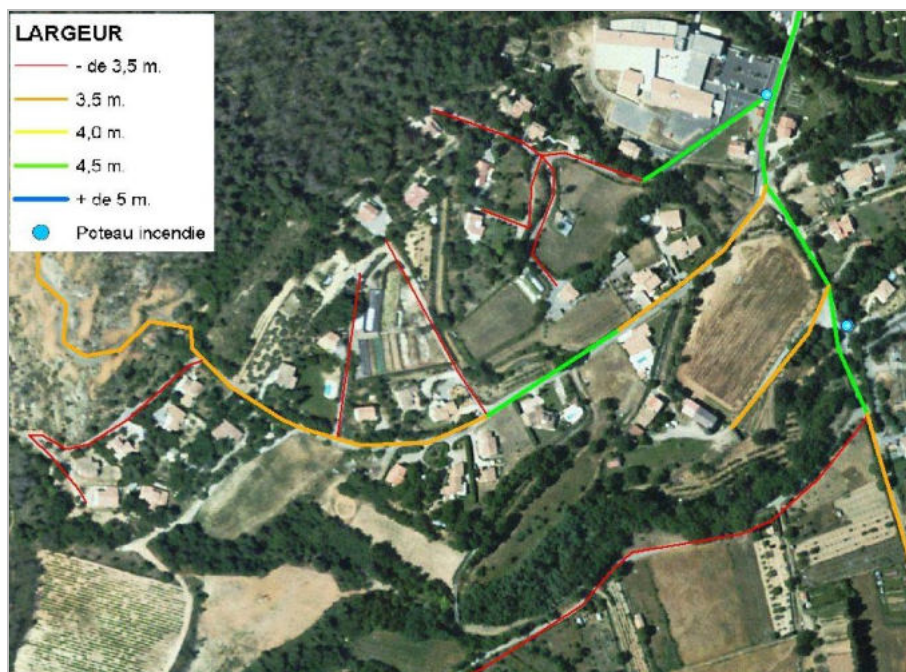 LARGEUR
- de 3,5 m.
3,5 m.
4,0 m.
4,5 m.
+ de 5 m.
Poteau incendie